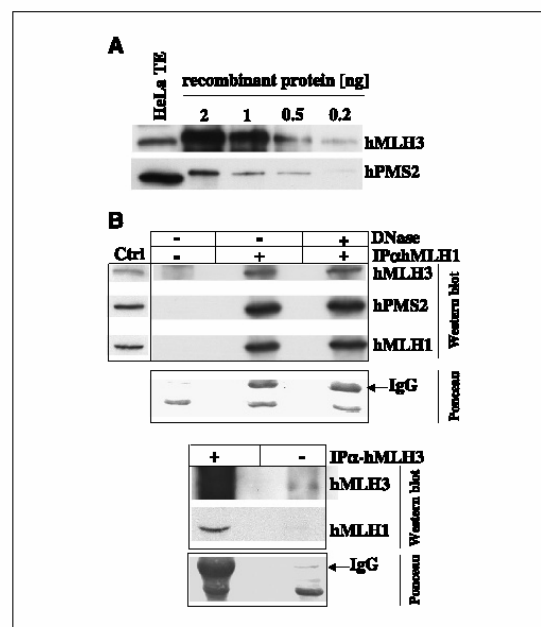 A
HeLa TE
recombinant protein [ng]
2 1 0.5 0.2
hMLH3
hPMS2
B
- - + DNase
Ctrl - + + IPαhMLH1
hMLH3
hPMS2
hMLH1
Western blot
IgG
Ponceau
+ - IPα-hMLH3
hMLH3
hMLH1
Western blot
IgG
Ponceau